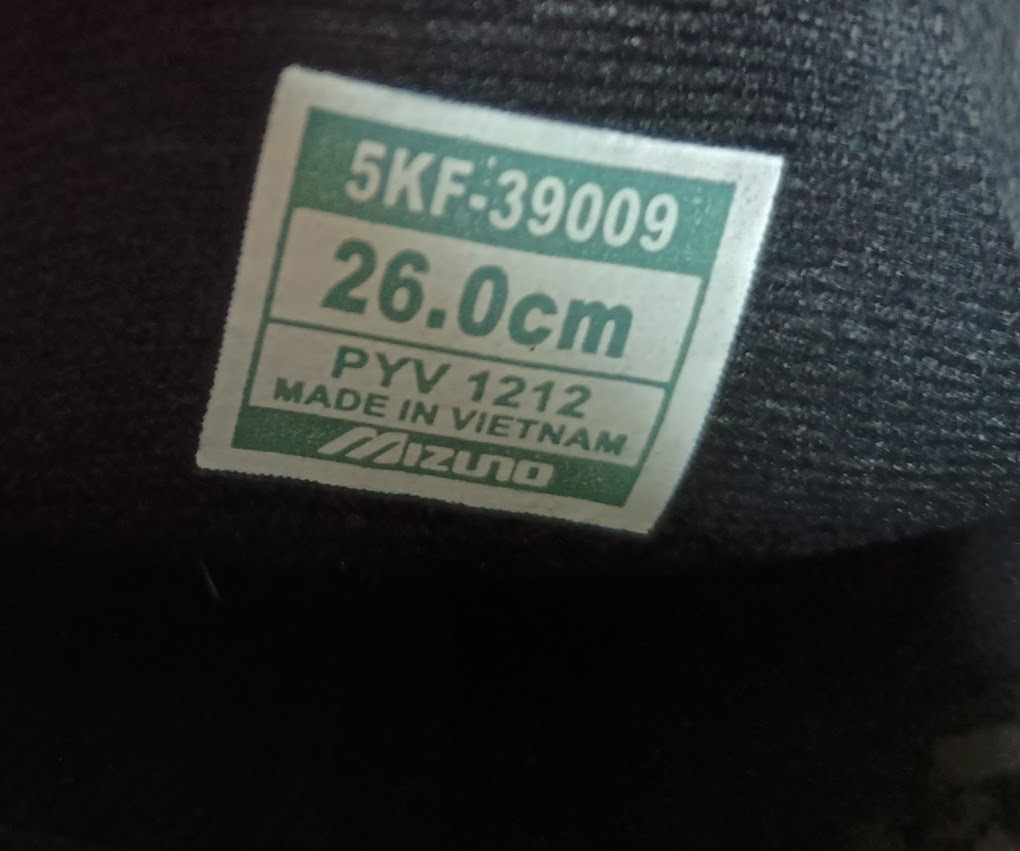 5KF-39009
26.0cm
PYV 1212
MADE IN VIETNAM
MIZUNO